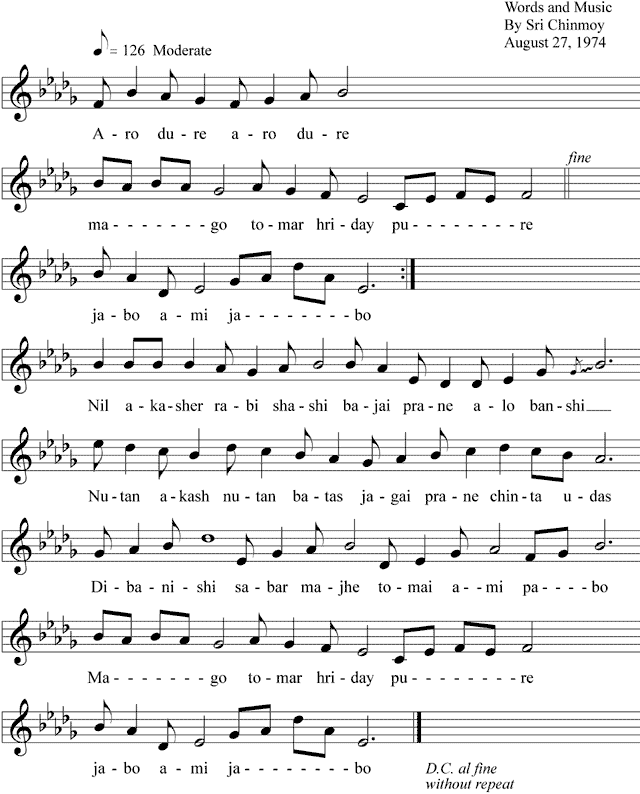 Words and Music
By Sri Chinmoy
August 27, 1974
= 126 Moderate
A - ro du - re a - ro du - re
fine
ma - - - - - - - go to - mar hri - day pu - - - - - - - re
ja - bo a - mi ja - - - - - - - - bo
Nil a - ka - sher ra - bi sha - shi ba - jai pra - ne a - lo ban - shi
Nu - tan a - kash nu - tan ba - tas ja - gai pra - ne chin - ta u - das
Di - ba - ni - shi sa - bar ma - jhe to - mai a - mi pa - - - - bo
Ma - - - - - - - go to - mar hri - day pu - - - - - - - re
ja - bo a - mi ja - - - - - - - - bo
D.C. al fine
without repeat